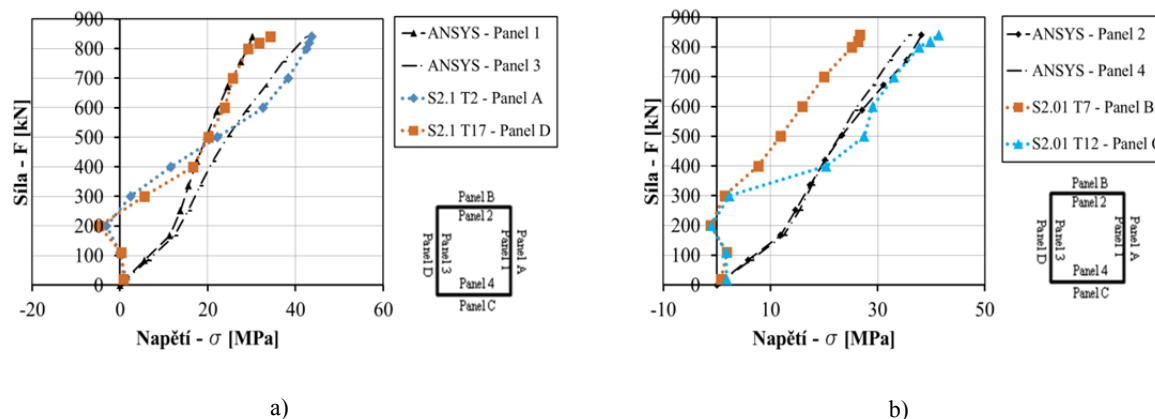 900
800
700
600
500
400
300
200
100
0
-20
0
20
40
60
Síla - F [kN]
Napětí - σ [MPa]
ANSYS - Panel 1
ANSYS - Panel 3
S2.1 T2 - Panel A
S2.1 T17 - Panel D
Panel B
Panel 2
Panel D
Panel 3
Panel 1
Panel A
Panel 4
Panel C
a)
900
800
700
600
500
400
300
200
100
0
-10
10
30
50
Síla - F [kN]
Napětí - σ [MPa]
ANSYS - Panel 2
ANSYS - Panel 4
S2.01 T7 - Panel B
S2.01 T12 - Panel C
Panel B
Panel 2
Panel D
Panel 3
Panel 1
Panel A
Panel 4
Panel C
b)